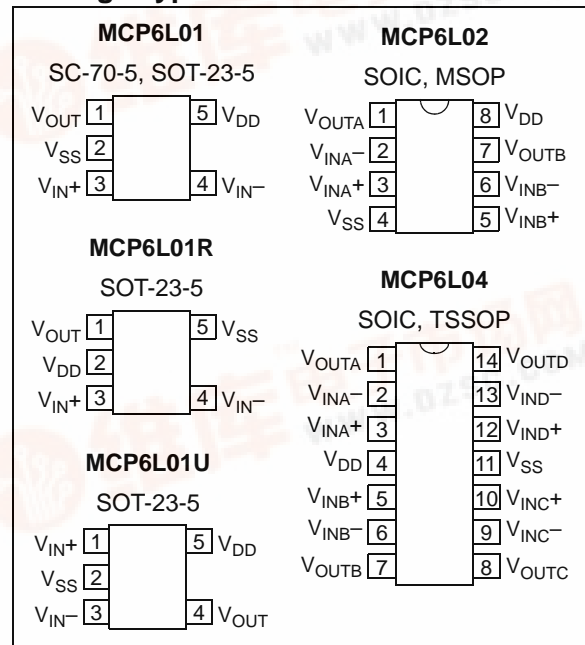 MCP6L01
SC-70-5, SOT-23-5
VOUT 1 5 VDD
VSS 2
VIN+ 3 4 VIN–
MCP6L01R
SOT-23-5
VOUT 1 5 VSS
VDD 2
VIN+ 3 4 VIN–
MCP6L01U
SOT-23-5
VIN+ 1 5 VDD
VSS 2
VIN– 3 4 VOUT
MCP6L02
SOIC, MSOP
VOUTA 1 8 VDD
VINA– 2 7 VOUTB
VINA+ 3 6 VINB–
VSS 4 5 VINB+
MCP6L04
SOIC, TSSOP
VOUTA 1 14 VOUTD
VINA– 2 13 VIND–
VINA+ 3 12 VIND+
VDD 4 11 VSS
VINB+ 5 10 VINC+
VINB– 6 9 VINC–
VOUTB 7 8 VOUTC